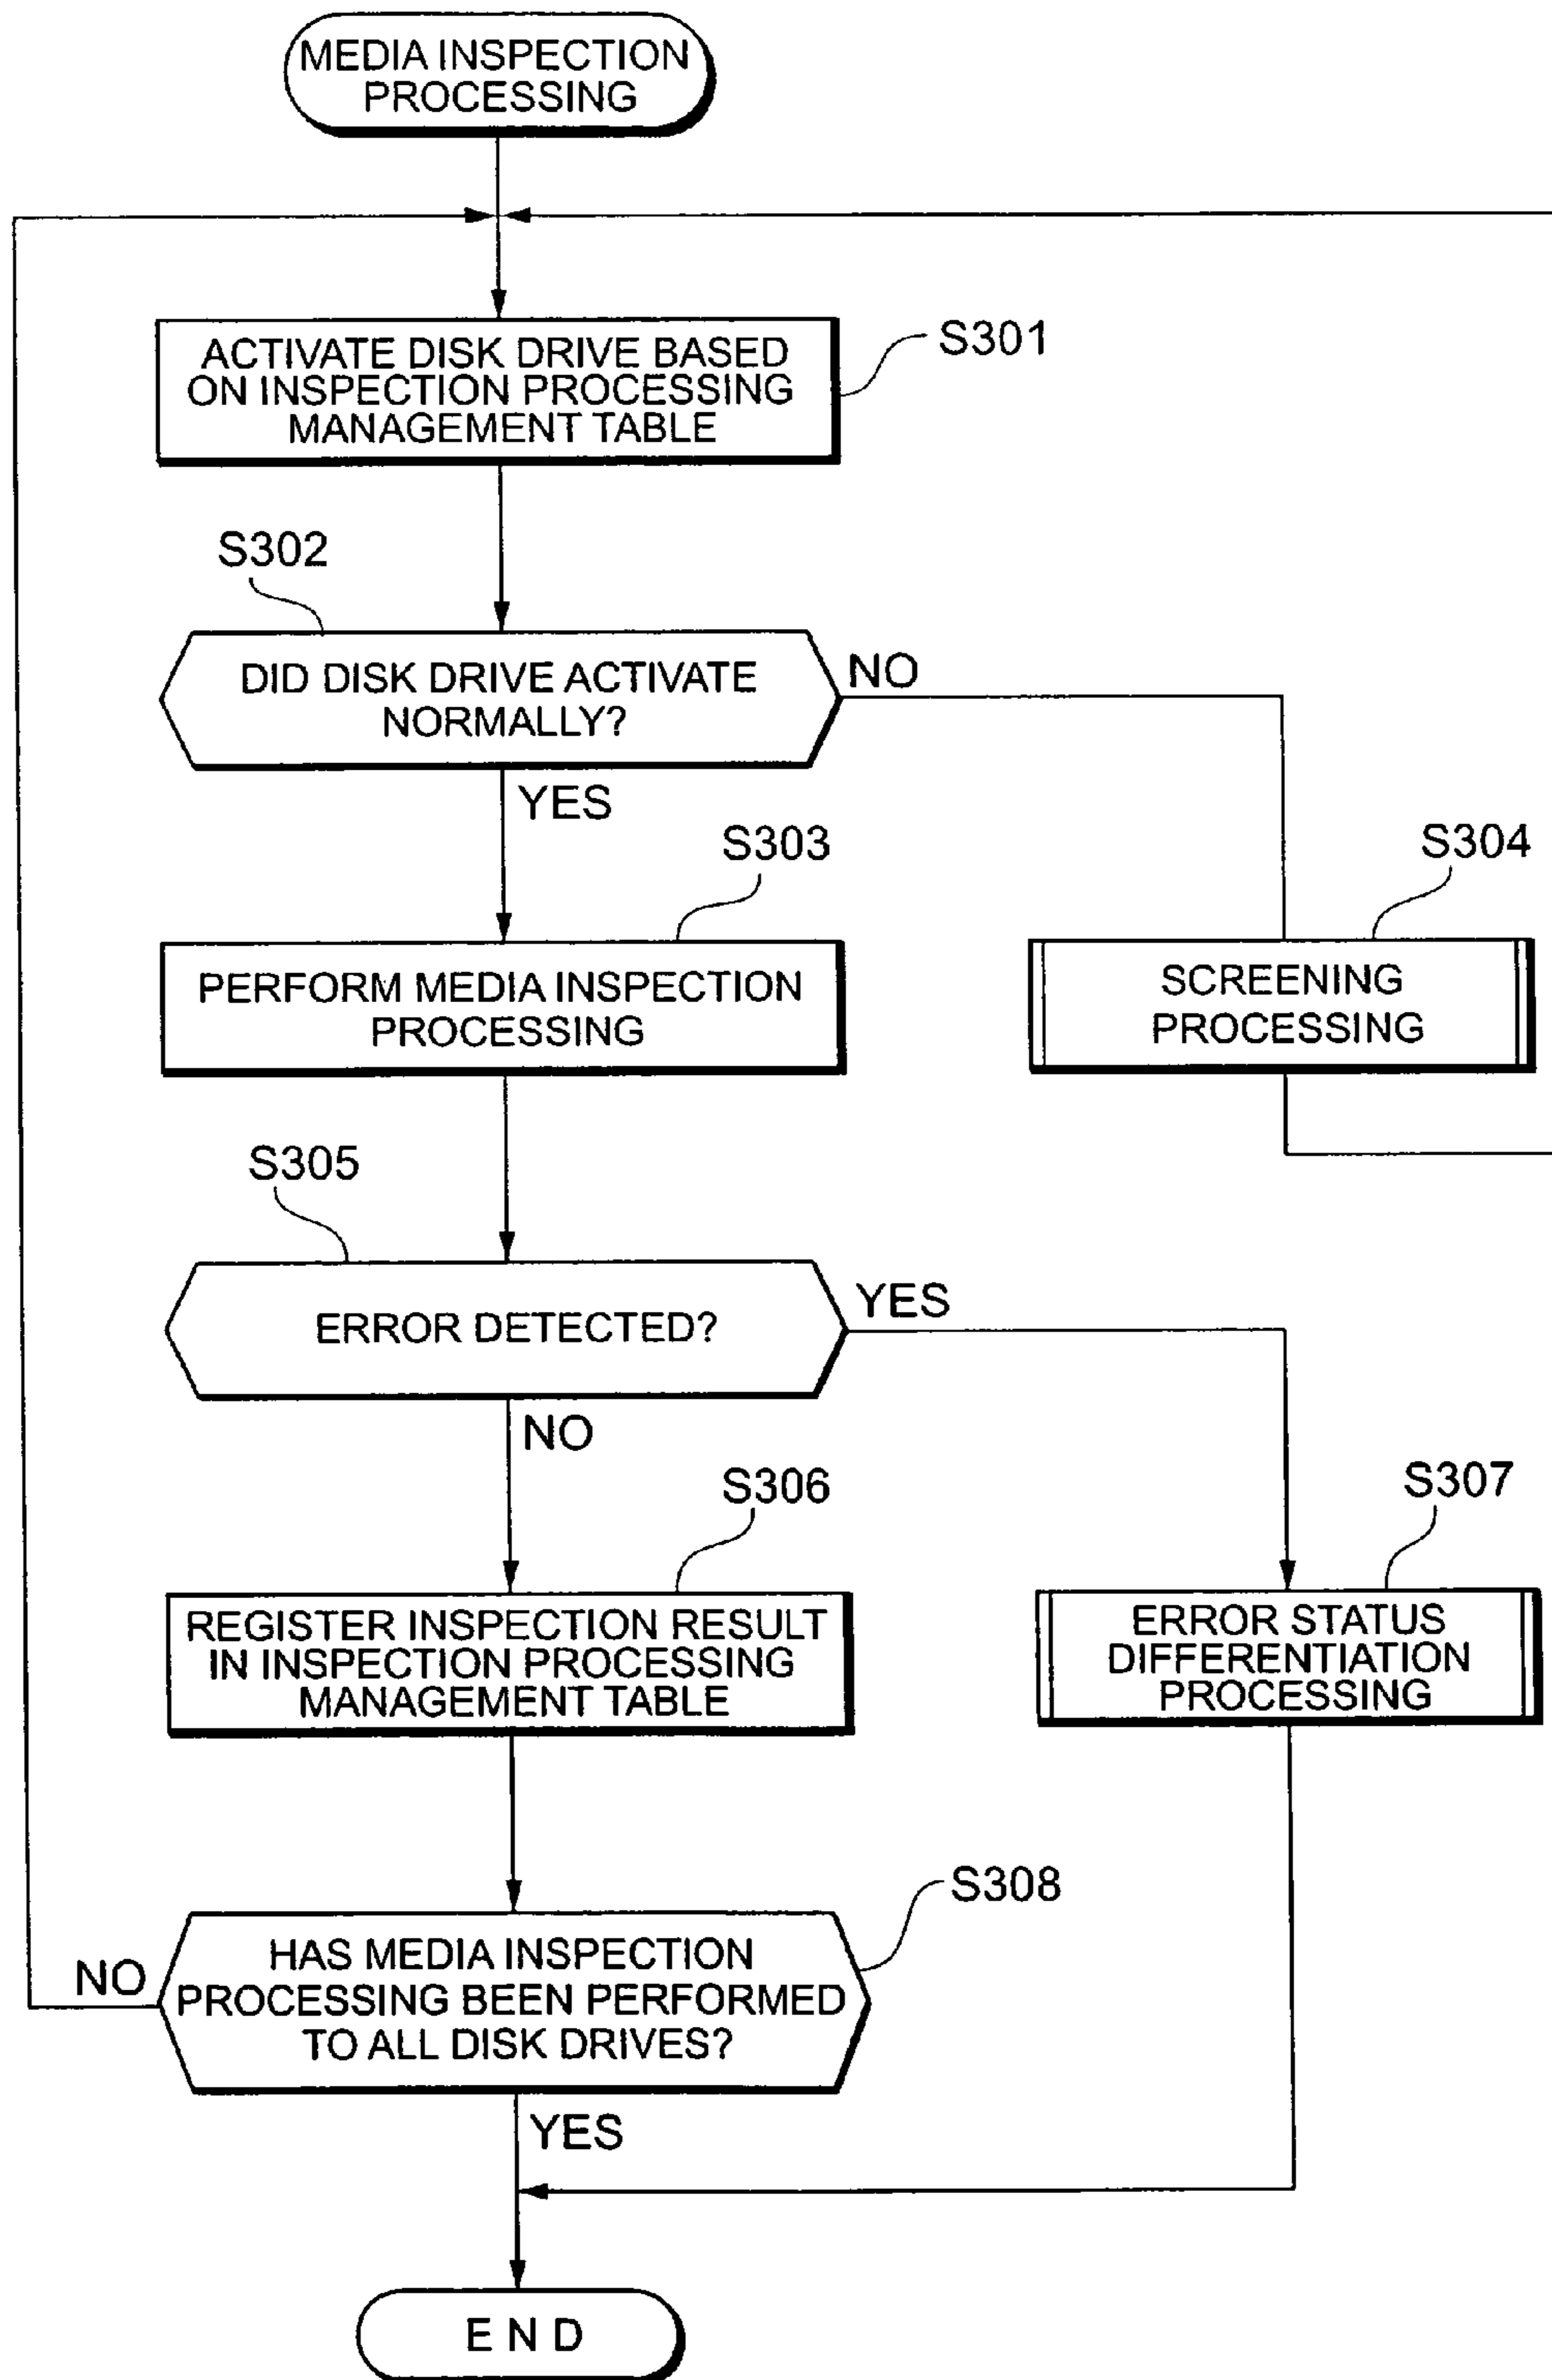 MEDIA INSPECTION
PROCESSING
ACTIVATE DISK DRIVE BASED
ON INSPECTION PROCESSING
MANAGEMENT TABLE
S301
S302
DID DISK DRIVE ACTIVATE
NORMALLY?
NO
YES
S303
PERFORM MEDIA INSPECTION
PROCESSING
S304
SCREENING
PROCESSING
S305
ERROR DETECTED?
YES
NO
S306
REGISTER INSPECTION RESULT
IN INSPECTION PROCESSING
MANAGEMENT TABLE
S307
ERROR STATUS
DIFFERENTIATION
PROCESSING
S308
HAS MEDIA INSPECTION
PROCESSING BEEN PERFORMED
TO ALL DISK DRIVES?
NO
YES
END